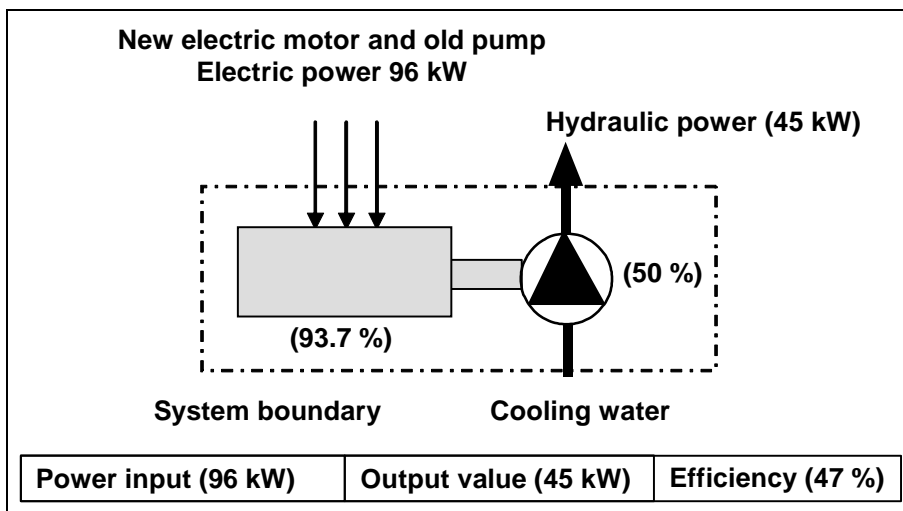 New electric motor and old pump
Electric power 96 kW
Hydraulic power (45 kW)
(50 %)
(93.7 %)
System boundary
Cooling water
Power input (96 kW)
Output value (45 kW)
Efficiency (47 %)